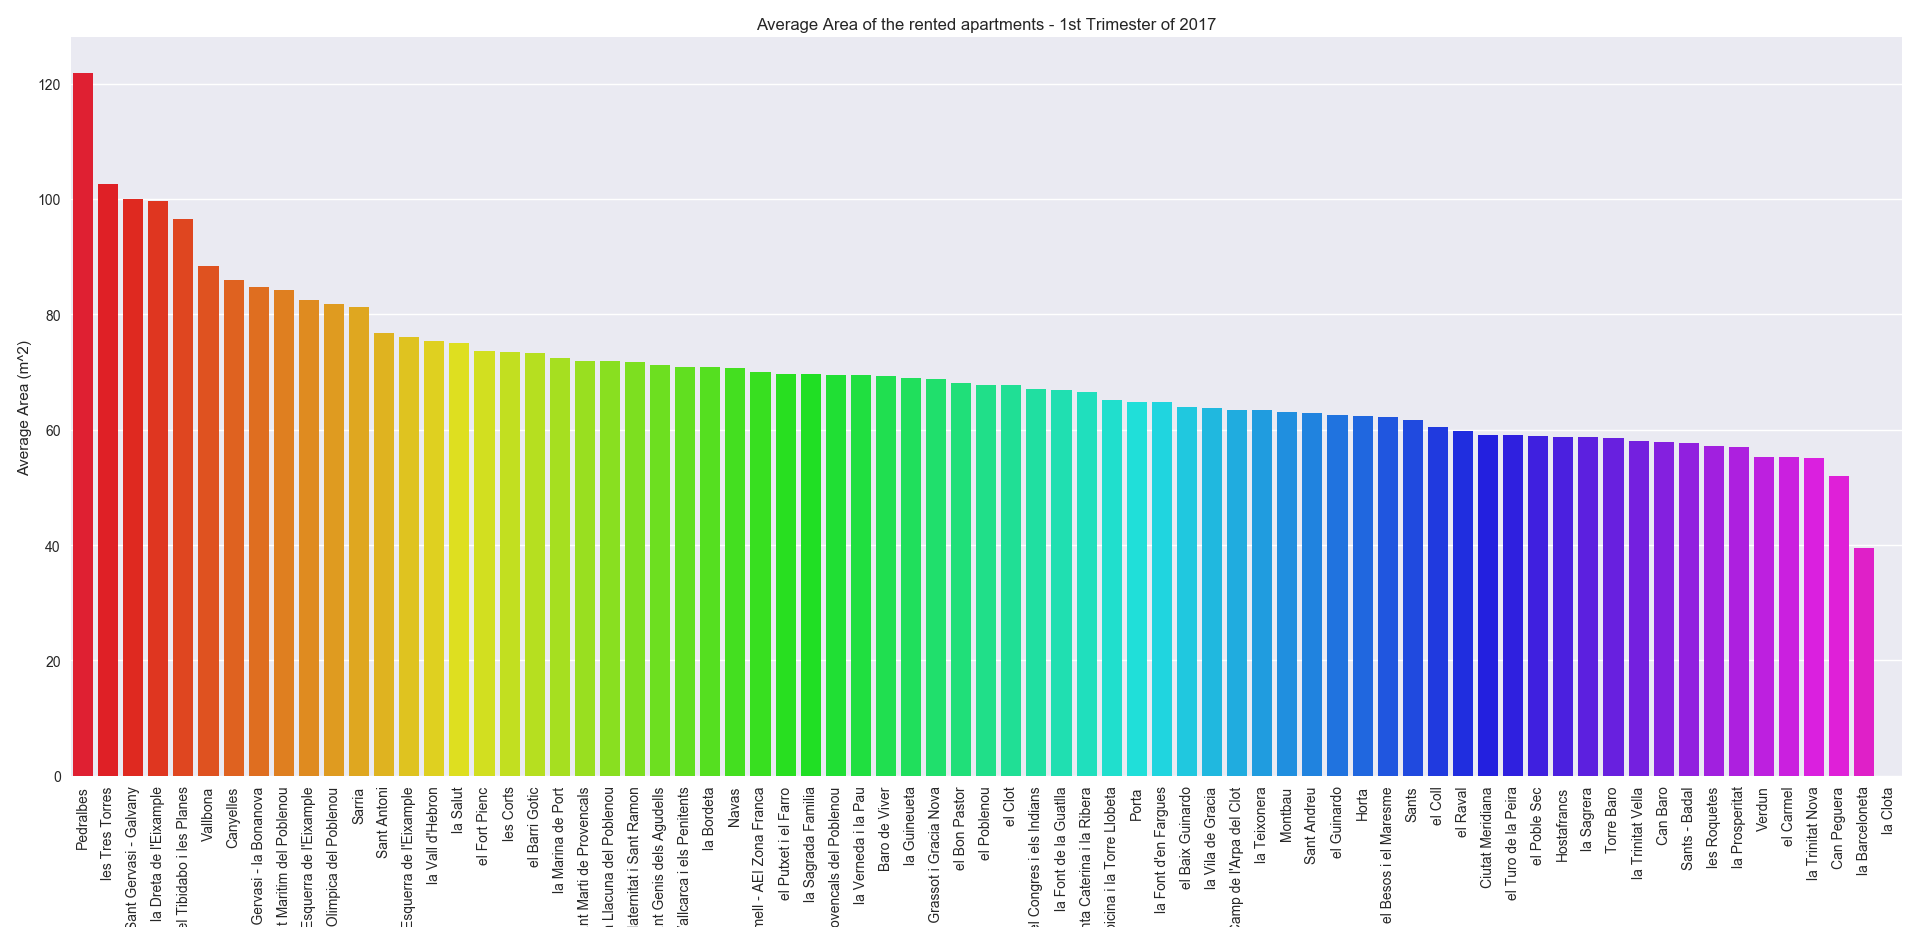 Average Area of the rented apartments - 1st Trimester of 2017
Average Area (m^2)
120
100
80
60
40
20
0
Pedralbes
les Tres Torres
Sant Gervasi - Galvany
la Dreta de l'Eixample
el Tibidabo i les Planes
Vallbona
Canyelles
Gervasi - la Bonanova
t Maritim del Poblenou
Esquerra de l'Eixample
Olimpica del Poblenou
Sarria
Sant Antoni
Esquerra de l'Eixample
la Vall d'Hebron
la Salut
el Fort Pienc
les Corts
el Barri Gotic
la Marina de Port
nt Marti de Provencals
Llacuna del Poblenou
laternitat i Sant Ramon
nt Genis dels Agudells
allcarca i els Penitents
la Bordeta
Navas
mell - AEI Zona Franca
el Putxet i el Farro
la Sagrada Familia
ovencals del Poblenou
la Verneda i la Pau
Baro de Viver
la Guineueta
Grassot i Gracia Nova
el Bon Pastor
el Poblenou
el Clot
el Congres i els Indians
la Font de la Guatlla
nta Caterina i la Ribera
icina i la Torre Llobeta
Porta
la Font d'en Fargues
el Baix Guinardo
la Vila de Gracia
Camp de l'Arpa del Clot
la Teixonera
Montbau
Sant Andreu
el Guinardo
Horta
el Besos i el Maresme
Sants
el Coll
el Raval
Ciutat Meridiana
el Turo de la Peira
el Poble Sec
Hostafrancs
la Sagrera
Torre Baro
la Trinitat Vella
Can Baro
Sants - Badal
les Roquetes
la Prosperitat
Verdun
el Carmel
la Trinitat Nova
Can Peguera
la Barceloneta
la Clota